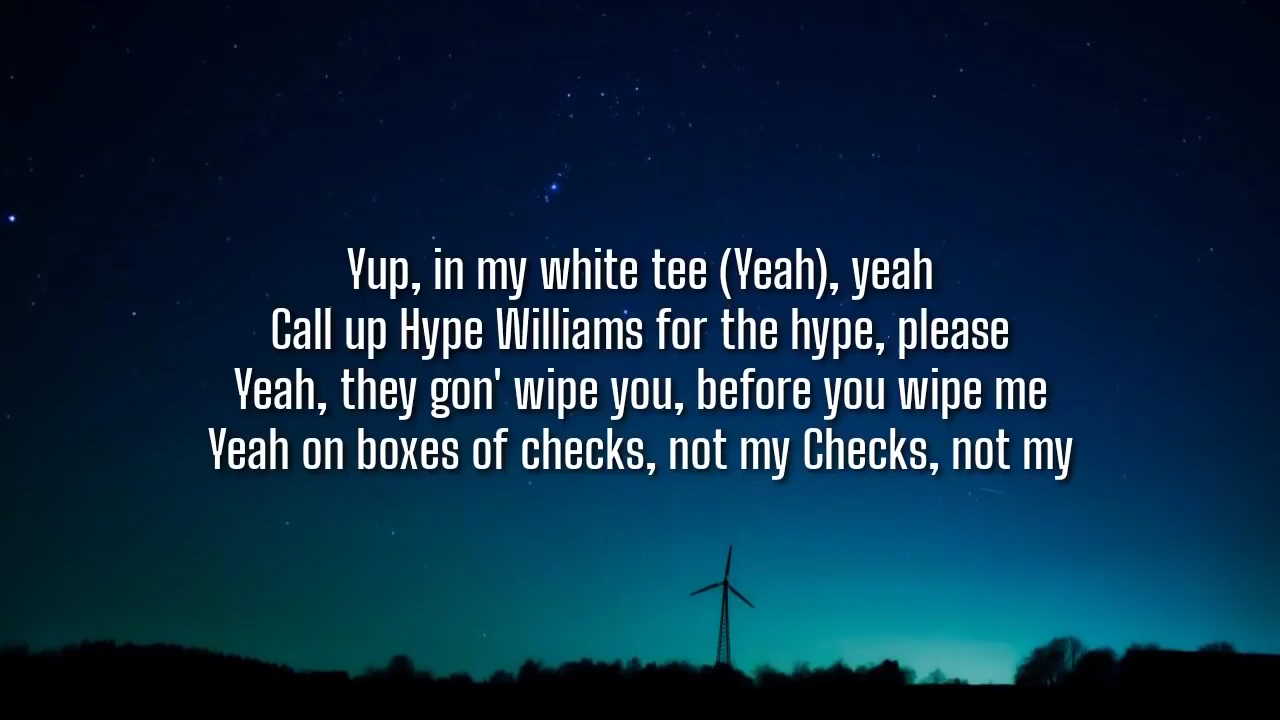 Yup, in my white tee (Yeah), yeah
Call up Hype Williams for the hype, please
Yeah, they gon' wipe you, before you wipe me
Yeah on boxes of checks, not my Checks, not my